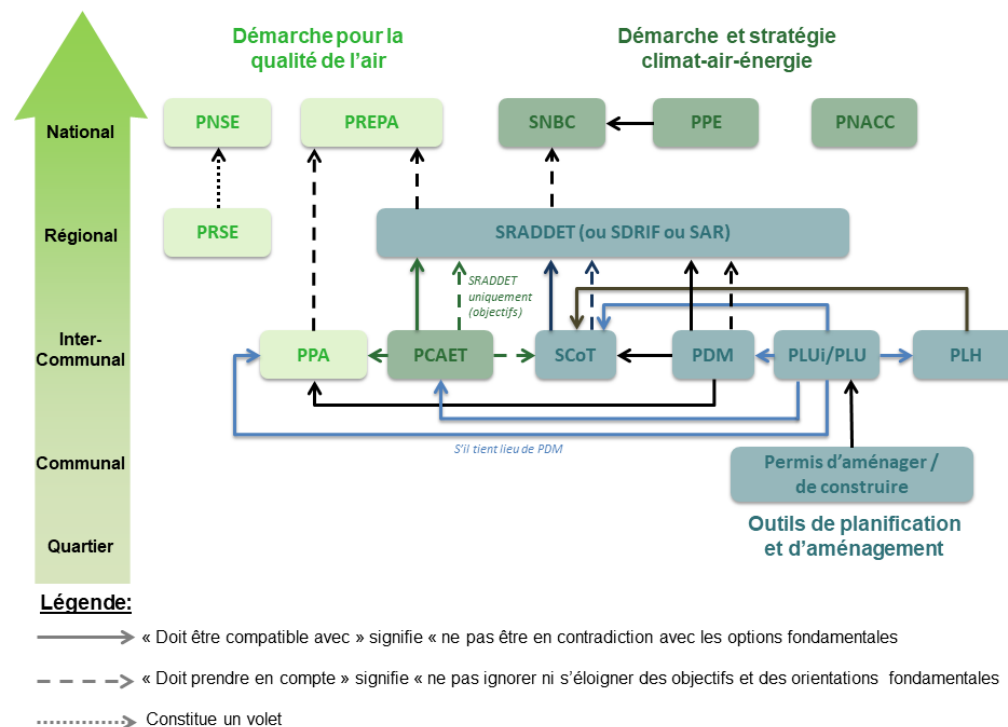 Démarche pour la
qualité de l'air
Démarche et stratégie
climat-air-énergie
National
PNSE
PREPA
SNBC
PPE
PNACC
Régional
PRSE
SRADDET (ou SDRIF ou SAR)
SRADDET
uniquement
(objectifs)
Inter-
Communal
PPA
PCAET
SCoT
PDM
PLUi/PLU
PLH
S'il tient lieu de PDM
Communal
Permis d'aménager /
de construire
Quartier
Outils de planification
et d'aménagement
Légende:
« Doit être compatible avec » signifie « ne pas être en contradiction avec les options fondamentales
« Doit prendre en compte » signifie « ne pas ignorer ni s'éloigner des objectifs et des orientations fondamentales
Constitue un volet